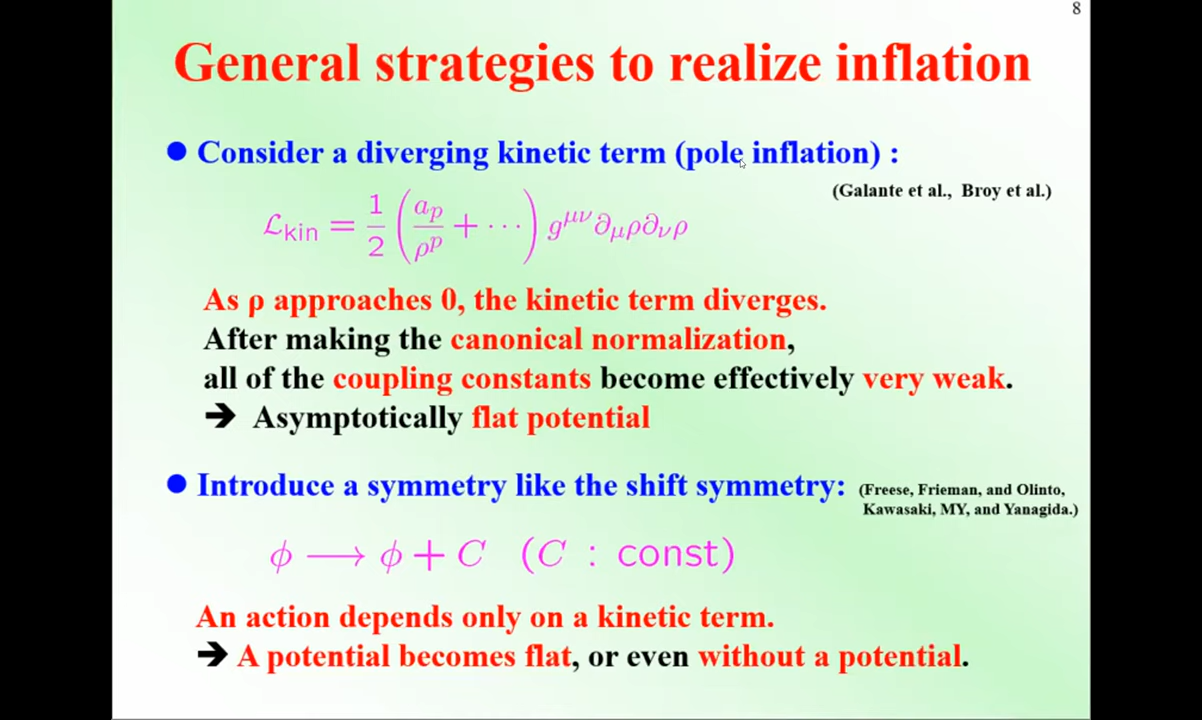 8
General strategies to realize inflation
● Consider a diverging kinetic term (pole inflation) :
(Galante et al., Broy et al.)
ℒkin = 1/2 (a_p/ρ^p + ⋯) g^{μν}∂_μρ∂_νρ
As ρ approaches 0, the kinetic term diverges.
After making the canonical normalization,
all of the coupling constants become effectively very weak.
➔ Asymptotically flat potential
● Introduce a symmetry like the shift symmetry: (Freese, Frieman, and Olinto,
Kawasaki, MY, and Yanagida.)
ϕ ⟶ ϕ + C (C : const)
An action depends only on a kinetic term.
➔ A potential becomes flat, or even without a potential.